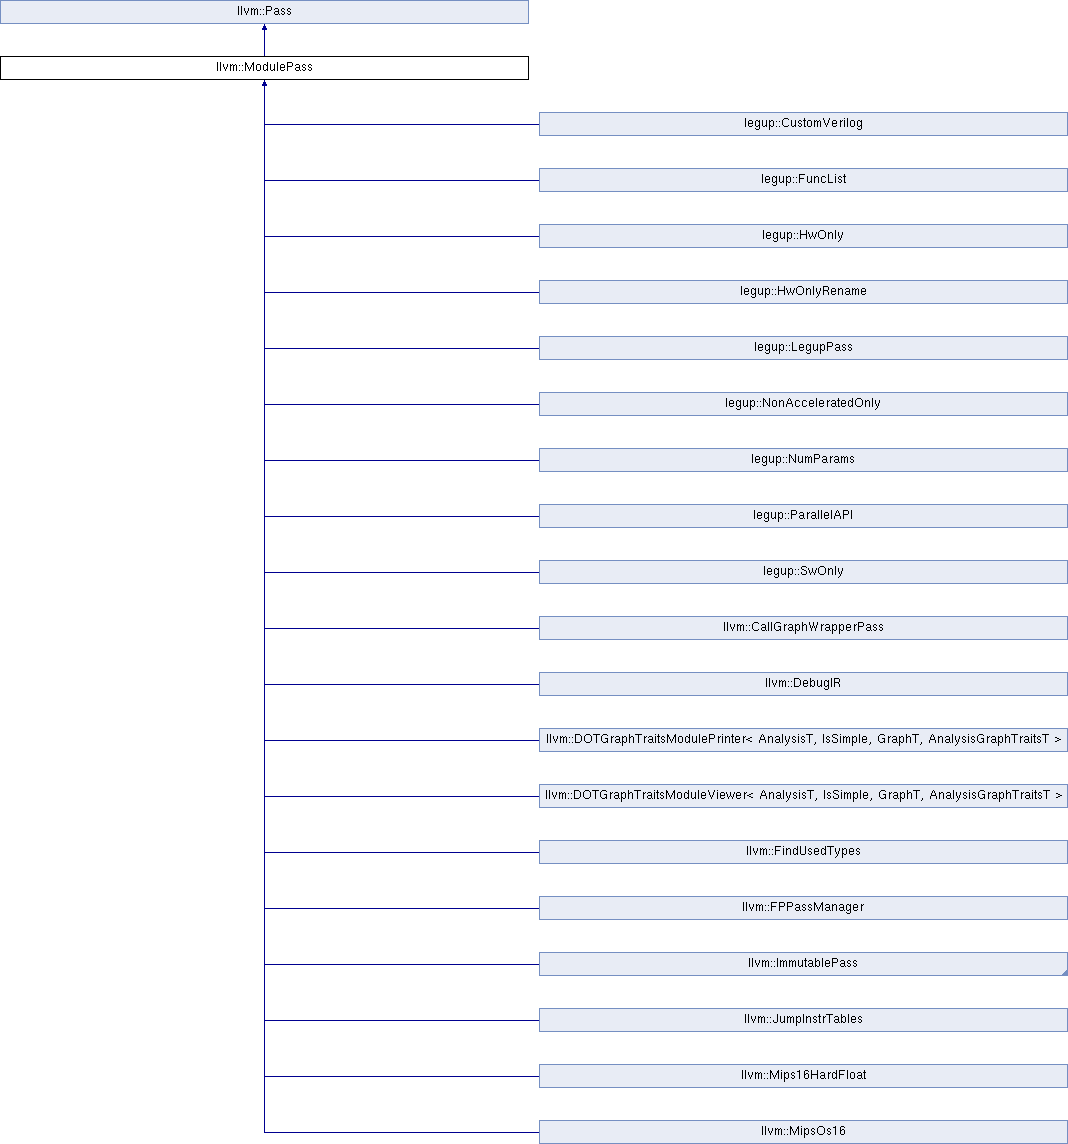 llvm::Pass
llvm::ModulePass
legup::CustomVerilog
legup::FuncList
legup::HwOnly
legup::HwOnlyRename
legup::LegupPass
legup::NonAcceleratedOnly
legup::NumParams
legup::ParallelAPI
legup::SwOnly
llvm::CallGraphWrapperPass
llvm::DebugIR
llvm::DOTGraphTraitsModulePrinter< AnalysisT, IsSimple, GraphT, AnalysisGraphTraitsT >
llvm::DOTGraphTraitsModuleViewer< AnalysisT, IsSimple, GraphT, AnalysisGraphTraitsT >
llvm::FindUsedTypes
llvm::FPPassManager
llvm::ImmutablePass
llvm::JumpInstrTables
llvm::Mips16HardFloat
llvm::MipsOs16